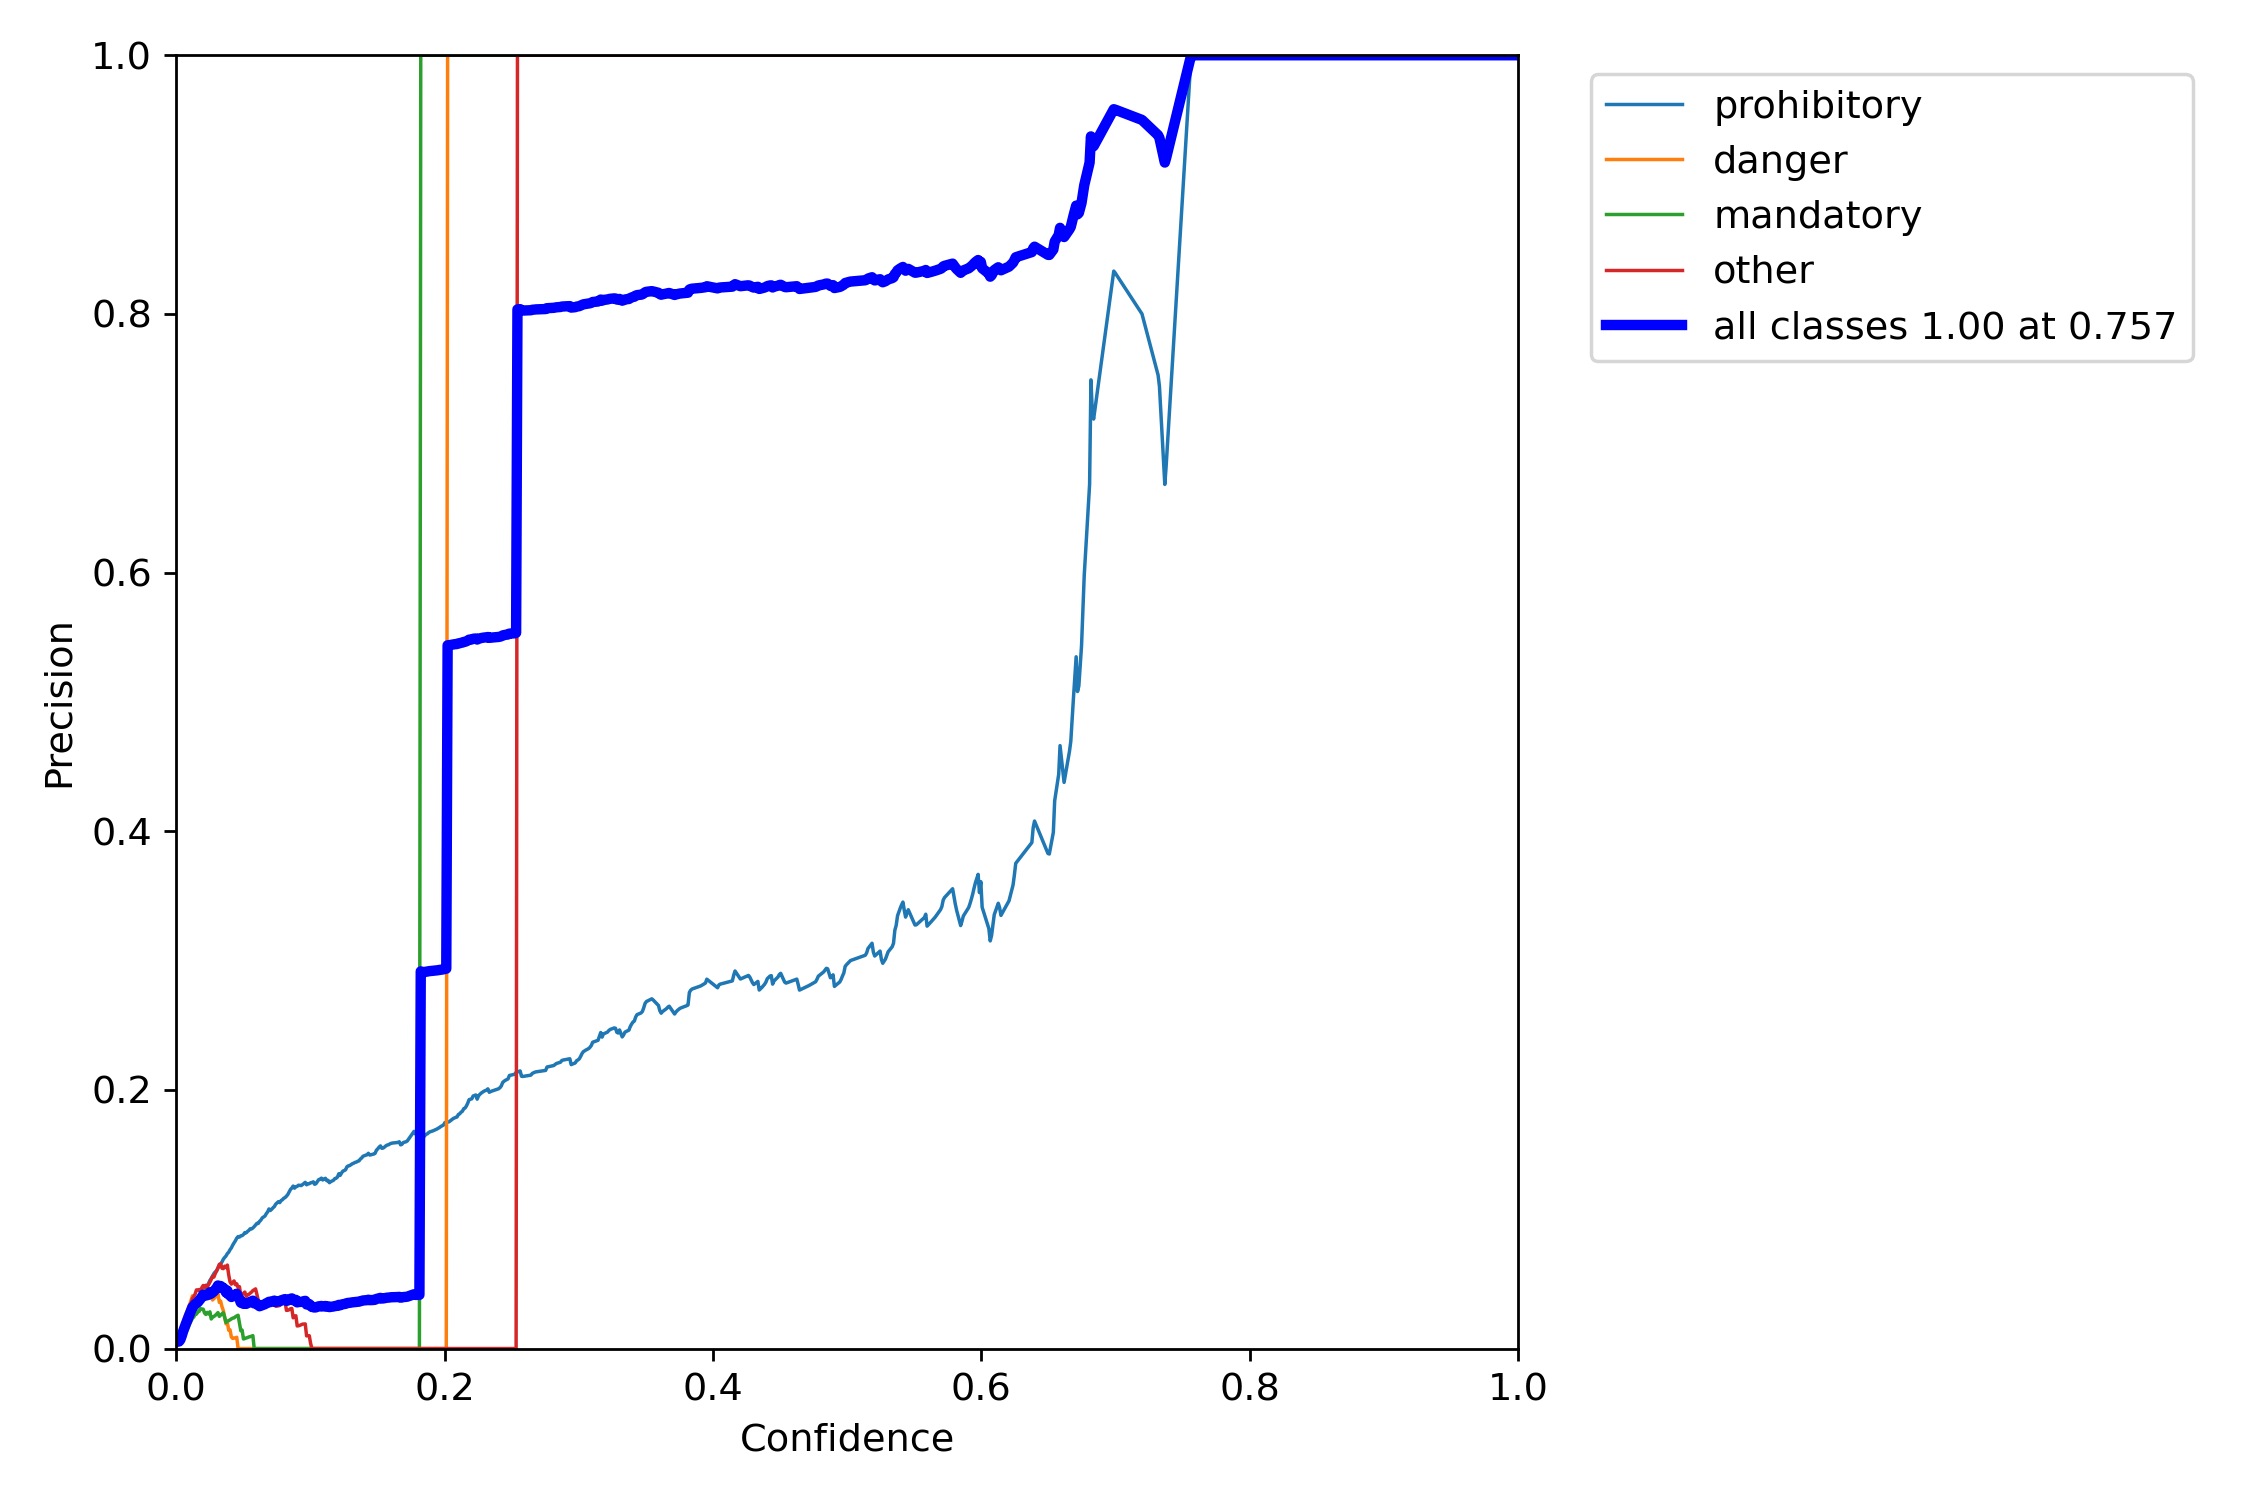 1.0
0.8
0.6
0.4
0.2
0.0
Precision
0.0 0.2 0.4 0.6 0.8 1.0
Confidence
prohibitory
danger
mandatory
other
all classes 1.00 at 0.757